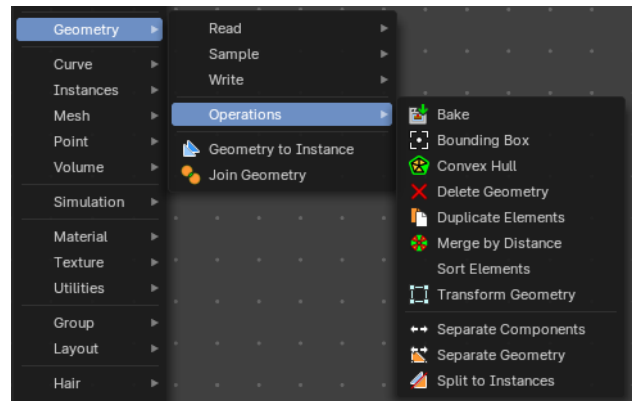 Geometry
Curve
Instances
Mesh
Point
Volume
Simulation
Material
Texture
Utilities
Group
Layout
Hair
Read
Sample
Write
Operations
Geometry to Instance
Join Geometry
Bake
Bounding Box
Convex Hull
Delete Geometry
Duplicate Elements
Merge by Distance
Sort Elements
Transform Geometry
Separate Components
Separate Geometry
Split to Instances